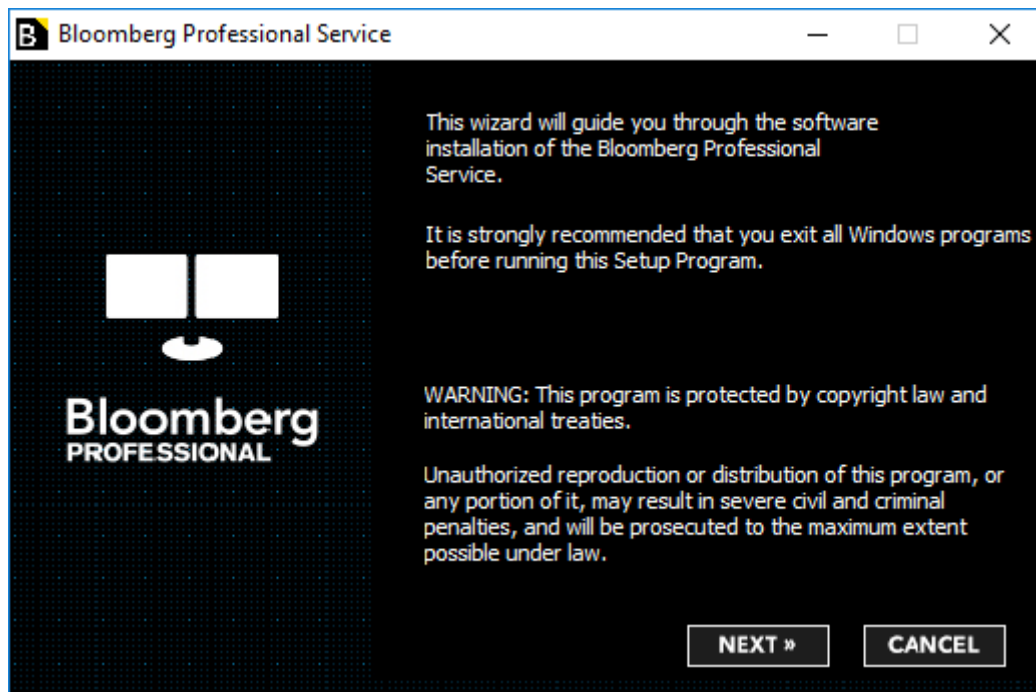 Bloomberg Professional Service
This wizard will guide you through the software
installation of the Bloomberg Professional
Service.
It is strongly recommended that you exit all Windows programs
before running this Setup Program.
Bloomberg
PROFESSIONAL
WARNING: This program is protected by copyright law and
international treaties.
Unauthorized reproduction or distribution of this program, or
any portion of it, may result in severe civil and criminal
penalties, and will be prosecuted to the maximum extent
possible under law.
NEXT »
CANCEL